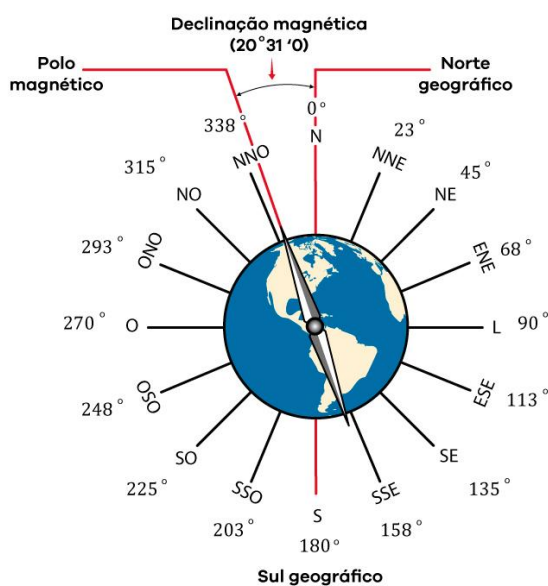 Declinação magnética
(20°31 ‘0)
Polo
magnético
Norte
geográfico
0°
N
338°
NNO
23°
NNE
315°
NO
45°
NE
293°
ONO
68°
ENE
270°
O
L
90°
248°
OSO
ESE
113°
SO
225°
SE
135°
SSO
203°
SSE
158°
S
180°
Sul geográfico